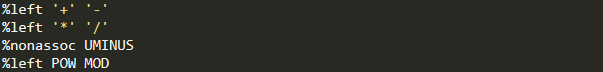 %left '+' '-'
%left '*' '/'
%nonassoc UMINUS
%left POW MOD